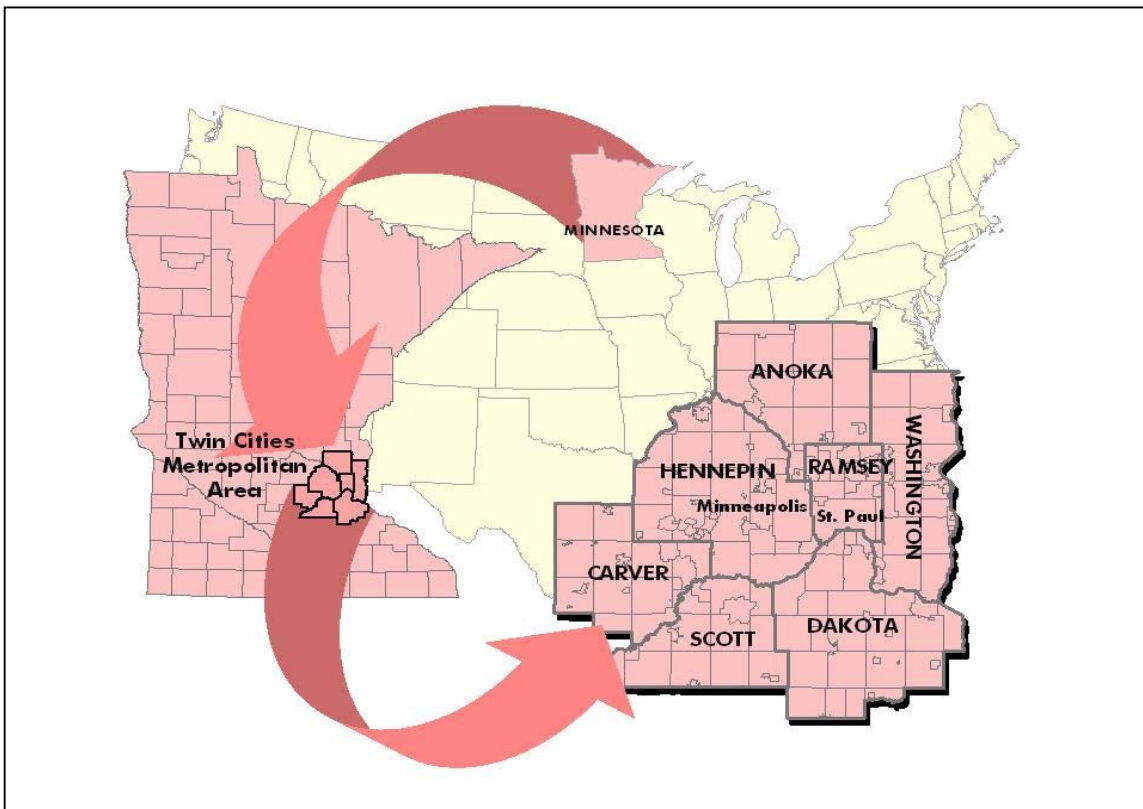 MINNESOTA
Twin Cities
Metropolitan
Area
ANOKA
WASHINGTON
HENNEPIN
RAMSEY
Minneapolis
St. Paul
CARVER
SCOTT
DAKOTA